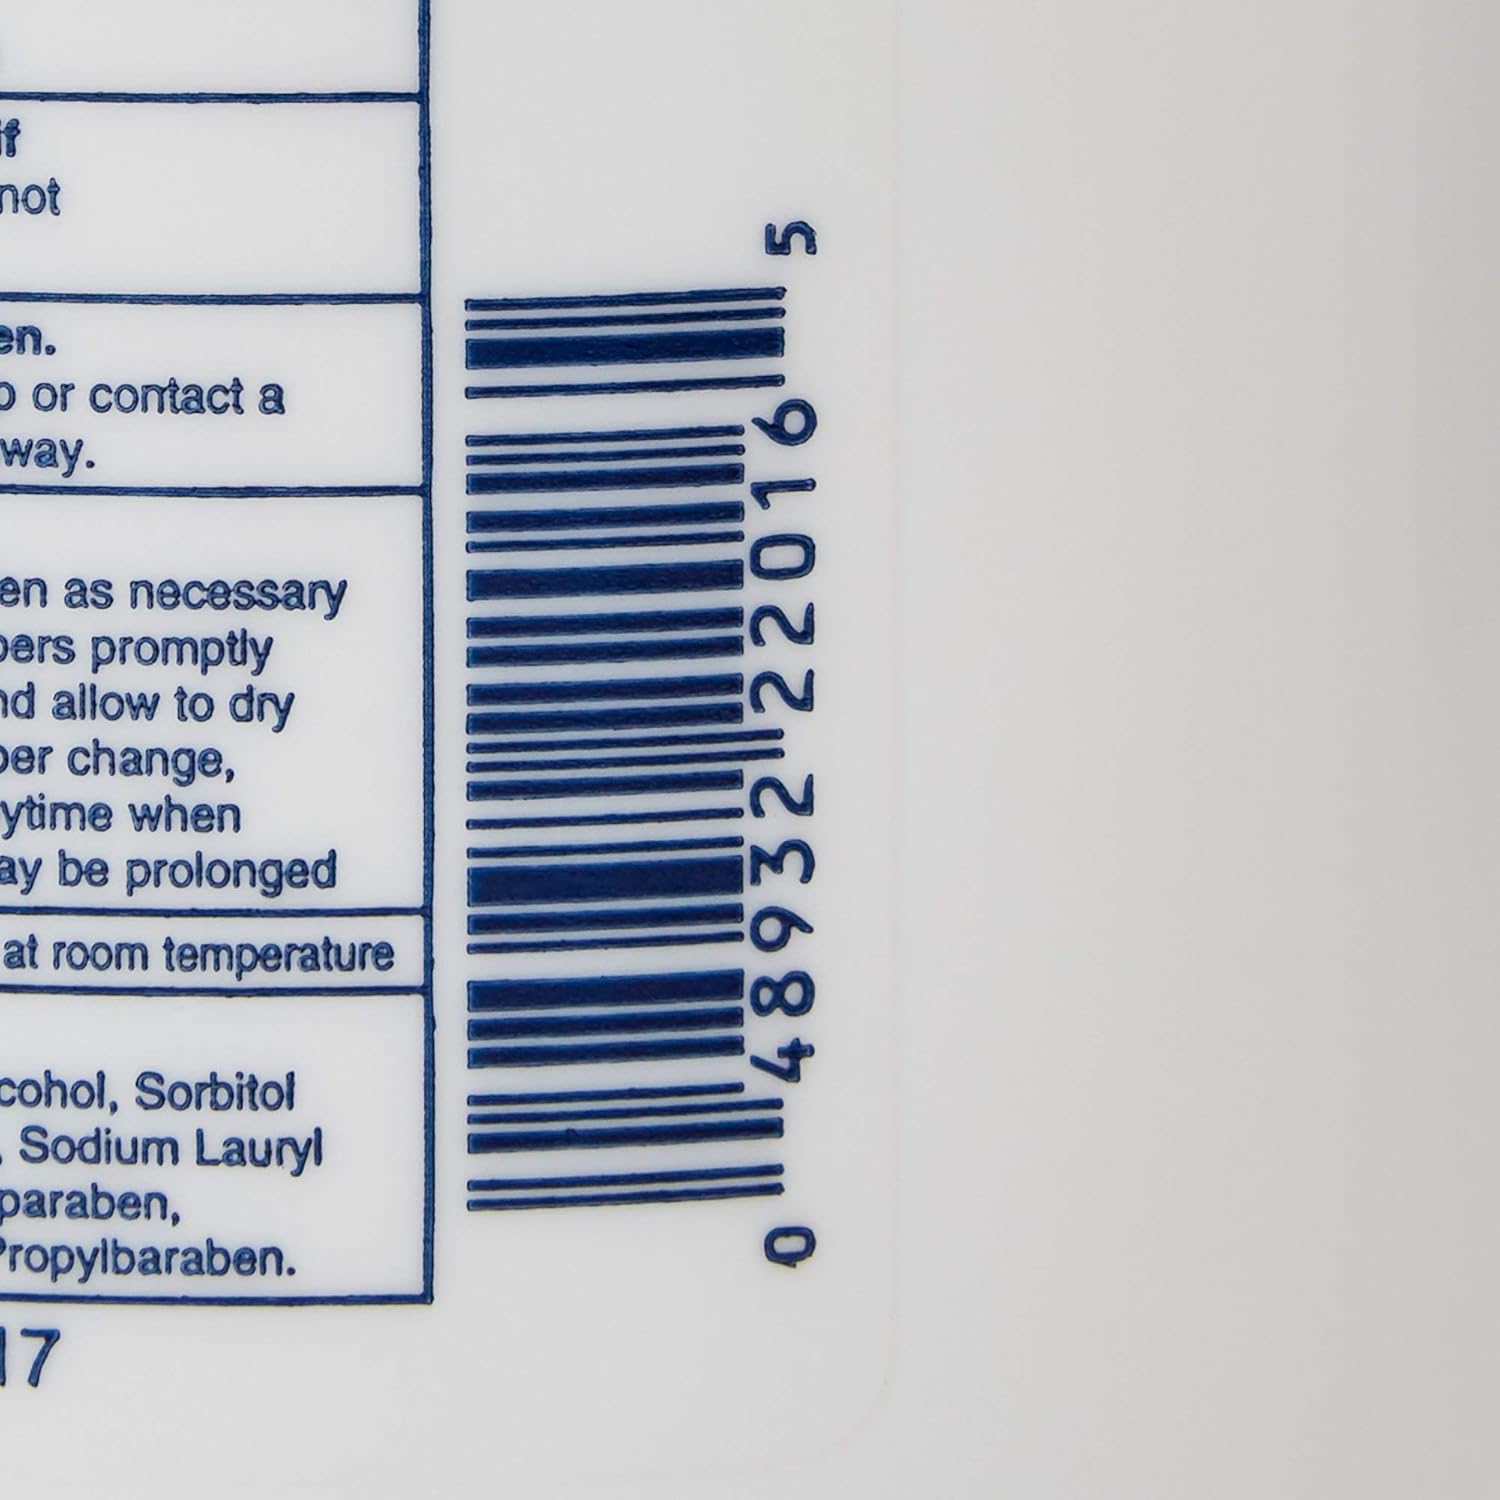 if
not
en.
or contact a
way.
en as necessary
pers promptly
nd allow to dry
per change,
ytime when
ay be prolonged
at room temperature
cohol, Sorbitol
, Sodium Lauryl
paraben,
Propylbaraben.
17
0 48932 22016 5